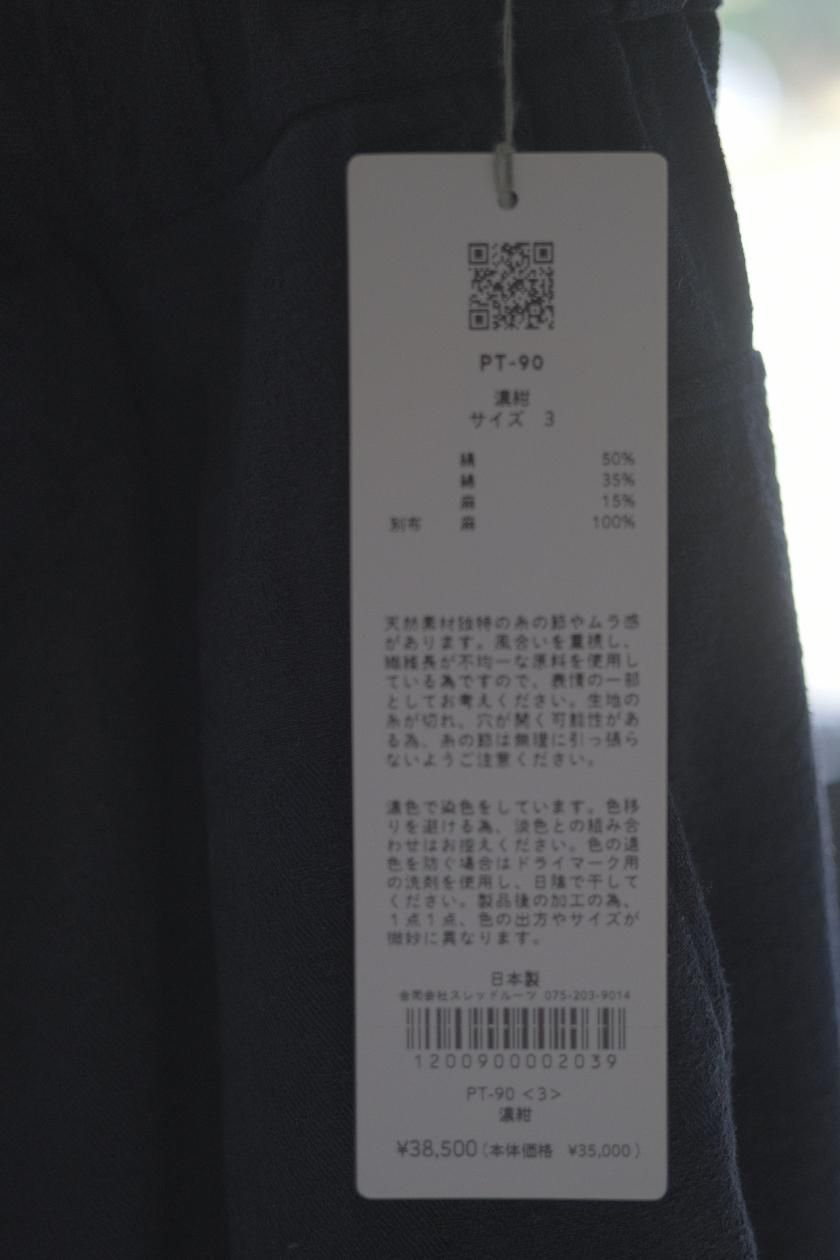 PT-90
濃紺
サイズ 3
絹 50%
綿 35%
麻 15%
別布 麻 100%
天然素材独特の糸の節やムラ感
があります。風合いを重視し、
繊維長が不均一な原料を使用し
ている為ですので、表情の一部
としてお考えください。生地の
糸が切れ、穴が開く可能性があ
る為、糸の節は無理に引っ張ら
ないようご注意ください。
濃色で染色をしています。色移
りを避ける為、淡色との組み合
わせはお控えください。色の退
色を防ぐ場合はドライマーク用
の洗剤を使用し、日陰で干して
ください。製品後の加工の為、
1点1点、色の出方やサイズが
微妙に異なります。
日本製
合同会社スレッドルーツ 075-203-9014
1200900002039
PT-90 <3>
濃紺
¥38,500(本体価格 ¥35,000)